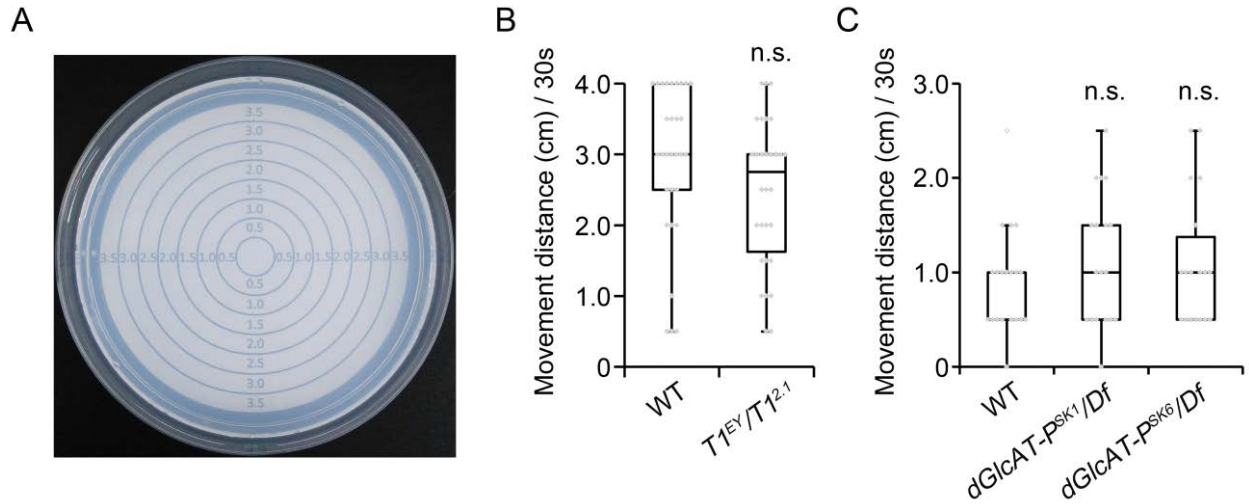 A
3.5
3.0
2.5
2.0
1.5
1.0
0.5
3.5 3.0 2.5 2.0 1.5 1.0 0.5 0.5 1.0 1.5 2.0 2.5 3.0 3.5
0.5
1.0
1.5
2.0
2.5
3.0
3.5
B
n.s.
Movement distance (cm) / 30s
4.0
3.0
2.0
1.0
0
WT
T1^EY/T1^2.1
C
n.s. n.s.
Movement distance (cm) / 30s
3.0
2.0
1.0
0
WT
dGlcAT-P^SK1/Df
dGlcAT-P^SK6/Df